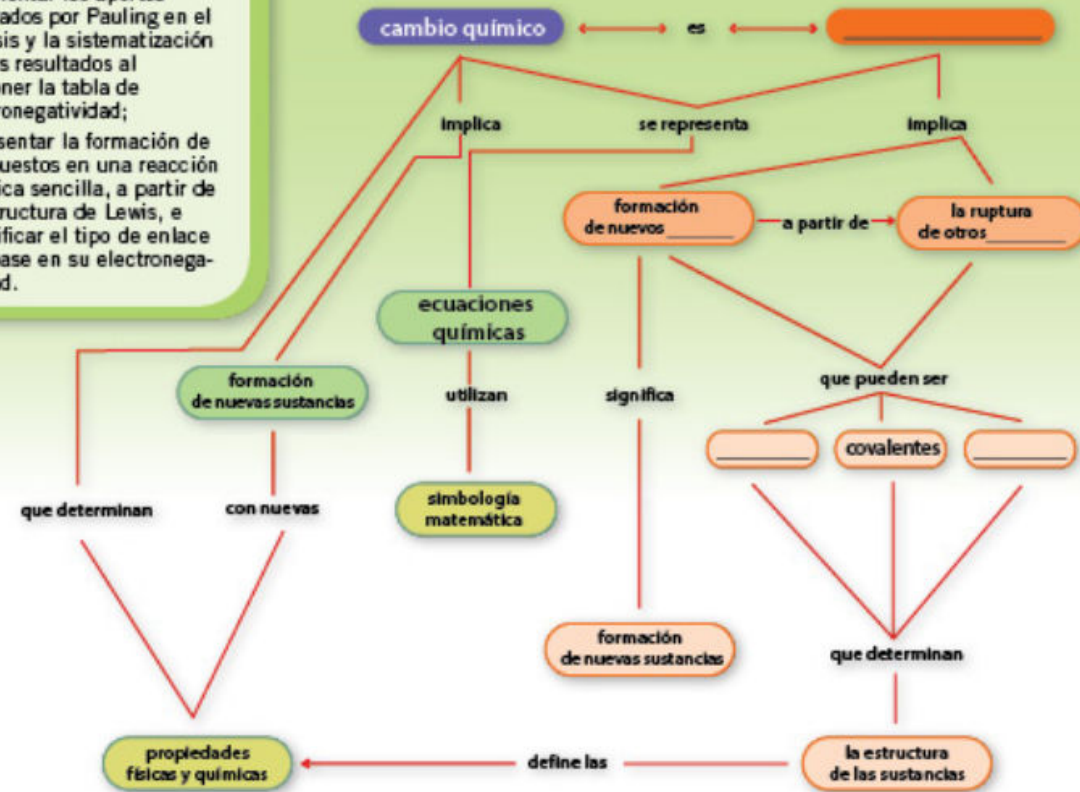 ados por Pauling en el
sis y la sistematización
s resultados al
ner la tabla de
onegatividad;
sentar la formación de
uestos en una reacción
ica sencilla, a partir de
ructura de Lewis, e
ificar el tipo de enlace
ase en su electronega-
d.
cambio químico
es
implica
se representa
implica
formación
de nuevos
a partir de
la ruptura
de otros
ecuaciones
químicas
formación
de nuevas sustancias
utilizan
significa
que pueden ser
covalentes
que determinan
con nuevas
simbología
matemática
formación
de nuevas sustancias
que determinan
propiedades
físicas y químicas
define las
la estructura
de las sustancias